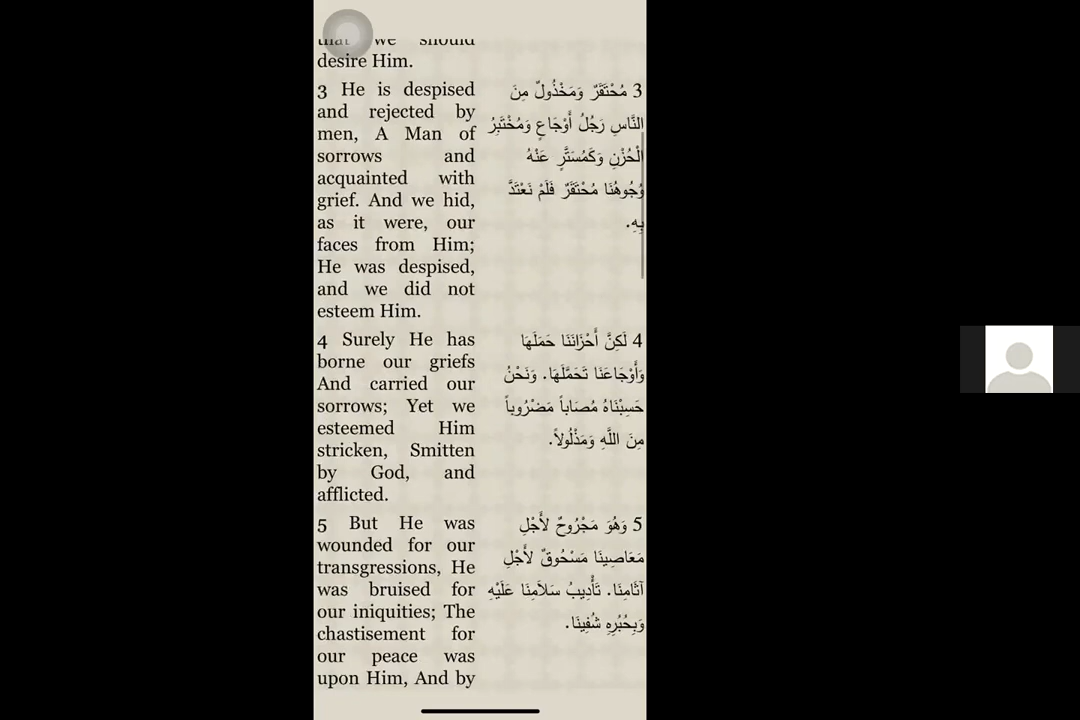 that we should
desire Him.
3 He is despised
and rejected by
men, A Man of
sorrows and
acquainted with
grief. And we hid,
as it were, our
faces from Him;
He was despised,
and we did not
esteem Him.
4 Surely He has
borne our griefs
And carried our
sorrows; Yet we
esteemed Him
stricken, Smitten
by God, and
afflicted.
5 But He was
wounded for our
transgressions, He
was bruised for
our iniquities; The
chastisement for
our peace was
upon Him, And by
3 مُحْتَقَرٌ وَمَخْذُولٌ مِنَ
النَّاسِ رَجُلُ أَوْجَاعٍ وَمُخْتَبِرُ
الْحُزْنِ وَكَمُسَتَّرٍ عَنْهُ
وُجُوهُنَا مُحْتَقَرٌ فَلَمْ نَعْتَدَّ
بِهِ.
4 لَكِنَّ أَحْزَانَنَا حَمَلَهَا
وَأَوْجَاعَنَا تَحَمَّلَهَا. وَنَحْنُ
حَسِبْنَاهُ مُصَاباً مَضْرُوباً
مِنَ اللَّهِ وَمَذْلُولاً.
5 وَهُوَ مَجْرُوحٌ لأَجْلِ
مَعَاصِينَا مَسْحُوقٌ لأَجْلِ
آثَامِنَا. تَأْدِيبُ سَلاَمِنَا عَلَيْهِ
وَبِحُبُرِهِ شُفِينَا.